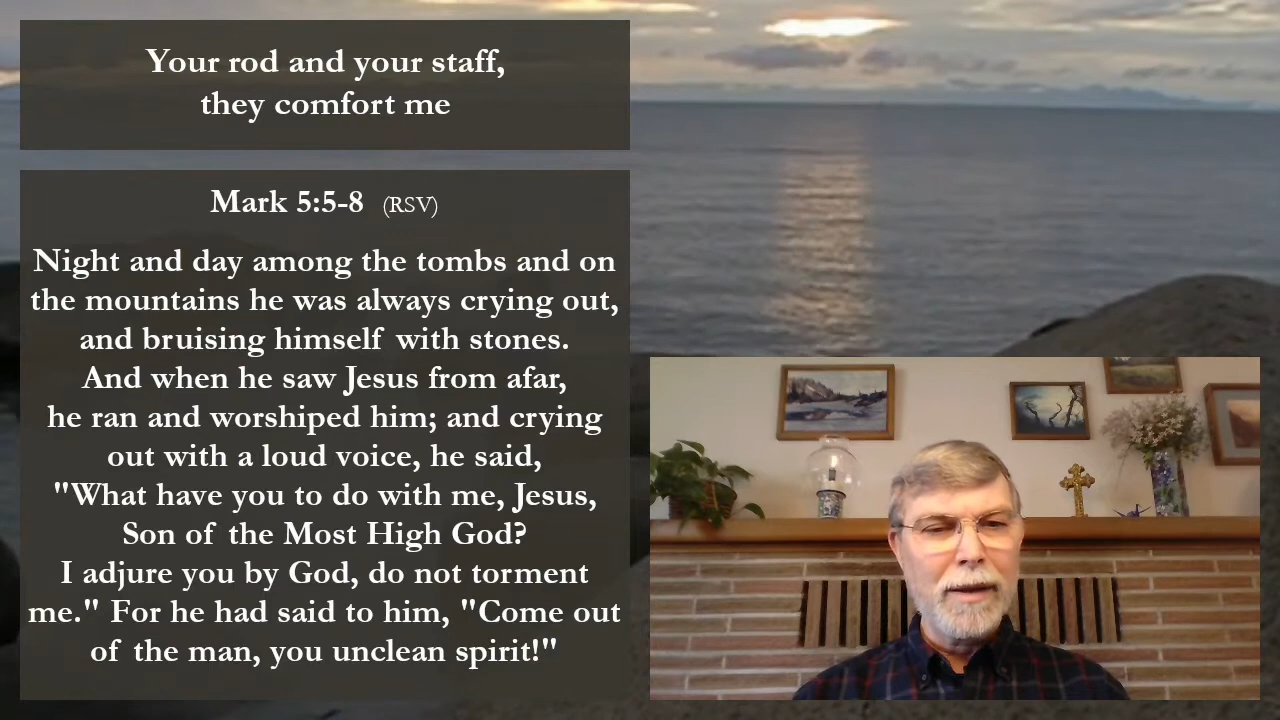 Your rod and your staff,
they comfort me
Mark 5:5-8 (RSV)
Night and day among the tombs and on
the mountains he was always crying out,
and bruising himself with stones.
And when he saw Jesus from afar,
he ran and worshiped him; and crying
out with a loud voice, he said,
"What have you to do with me, Jesus,
Son of the Most High God?
I adjure you by God, do not torment
me." For he had said to him, "Come out
of the man, you unclean spirit!"